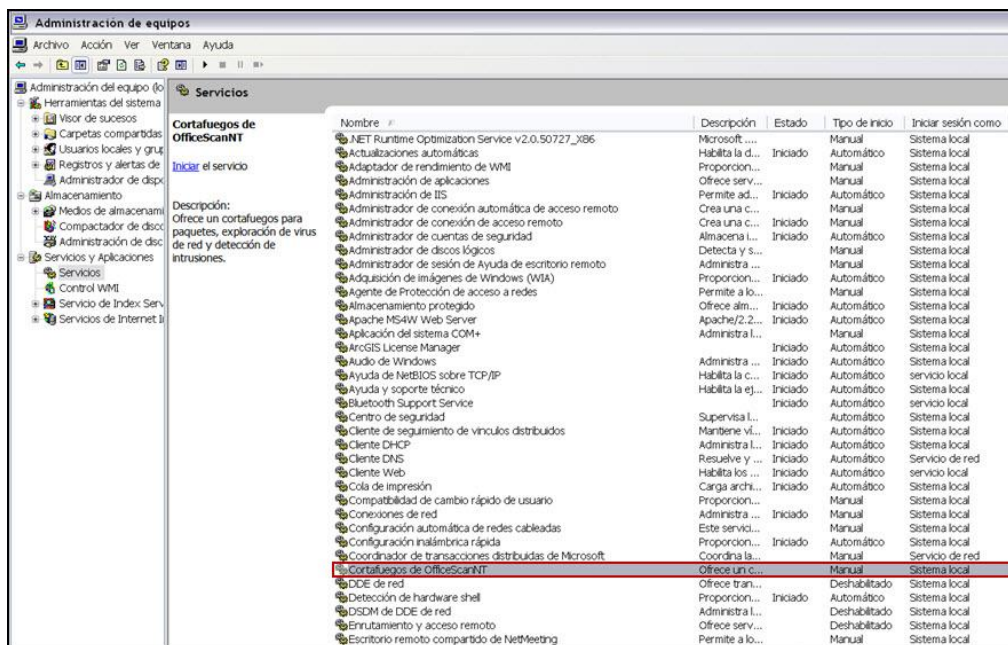 Administración de equipos
Archivo Acción Ver Ventana Ayuda
Administración del equipo (lo
Herramientas del sistema
Visor de sucesos
Carpetas compartidas
Usuarios locales y grup
Registros y alertas de
Administrador de dispo
Almacenamiento
Medios de almacenami
Compactador de disco
Administración de disc
Servicios y Aplicaciones
Servicios
Control WMI
Servicio de Index Serv
Servicios de Internet I
Servicios
Cortafuegos de
OfficeScanNT
Iniciar el servicio
Descripción:
Ofrece un cortafuegos para
paquetes, exploración de virus
de red y detección de
intrusiones.
Nombre Descripción Estado Tipo de inicio Iniciar sesión como
.NET Runtime Optimization Service v2.0.50727_X86 Microsoft .... Manual Sistema local
Actualizaciones automáticas Habilita la d... Iniciado Automático Sistema local
Adaptador de rendimiento de WMI Proporcion... Manual Sistema local
Administración de aplicaciones Ofrece serv... Manual Sistema local
Administración de IIS Permite ad... Iniciado Automático Sistema local
Administrador de conexión automática de acceso remoto Crea una c... Manual Sistema local
Administrador de conexión de acceso remoto Crea una c... Iniciado Manual Sistema local
Administrador de cuentas de seguridad Almacena i... Iniciado Automático Sistema local
Administrador de discos lógicos Detecta y s... Manual Sistema local
Administrador de sesión de Ayuda de escritorio remoto Administra ... Manual Sistema local
Adquisición de imágenes de Windows (WIA) Proporcion... Iniciado Automático Sistema local
Agente de Protección de acceso a redes Permite a lo... Manual Sistema local
Almacenamiento protegido Ofrece alm... Iniciado Automático Sistema local
Apache MS4W Web Server Apache/2.2... Iniciado Automático Sistema local
Aplicación del sistema COM+ Administra l... Manual Sistema local
ArcGIS License Manager Iniciado Automático Sistema local
Audio de Windows Administra ... Iniciado Automático Sistema local
Ayuda de NetBIOS sobre TCP/IP Habilita la c... Iniciado Automático servicio local
Ayuda y soporte técnico Habilita la ej... Iniciado Automático Sistema local
Bluetooth Support Service Iniciado Automático servicio local
Centro de seguridad Supervisa l... Automático Sistema local
Cliente de seguimiento de vinculos distribuidos Mantiene ví... Iniciado Automático Sistema local
Cliente DHCP Administra l... Iniciado Automático Sistema local
Cliente DNS Resuelve y ... Iniciado Automático Servicio de red
Cliente Web Habilita los ... Iniciado Automático servicio local
Cola de impresión Carga archi... Iniciado Automático Sistema local
Compatibilidad de cambio rápido de usuario Proporcion... Manual Sistema local
Conexiones de red Administra ... Iniciado Manual Sistema local
Configuración automática de redes cableadas Este servici... Manual Sistema local
Configuración inalámbrica rápida Proporcion... Iniciado Automático Sistema local
Coordinador de transacciones distribuidas de Microsoft Coordina la... Manual Servicio de red
Cortafuegos de OfficeScanNT Ofrece un c... Manual Sistema local
DDE de red Ofrece tran... Deshabilitado Sistema local
Detección de hardware shell Proporcion... Iniciado Automático Sistema local
DSDM de DDE de red Administra l... Deshabilitado Sistema local
Enrutamiento y acceso remoto Ofrece serv... Deshabilitado Sistema local
Escritorio remoto compartido de NetMeeting Permite a lo... Manual Sistema local